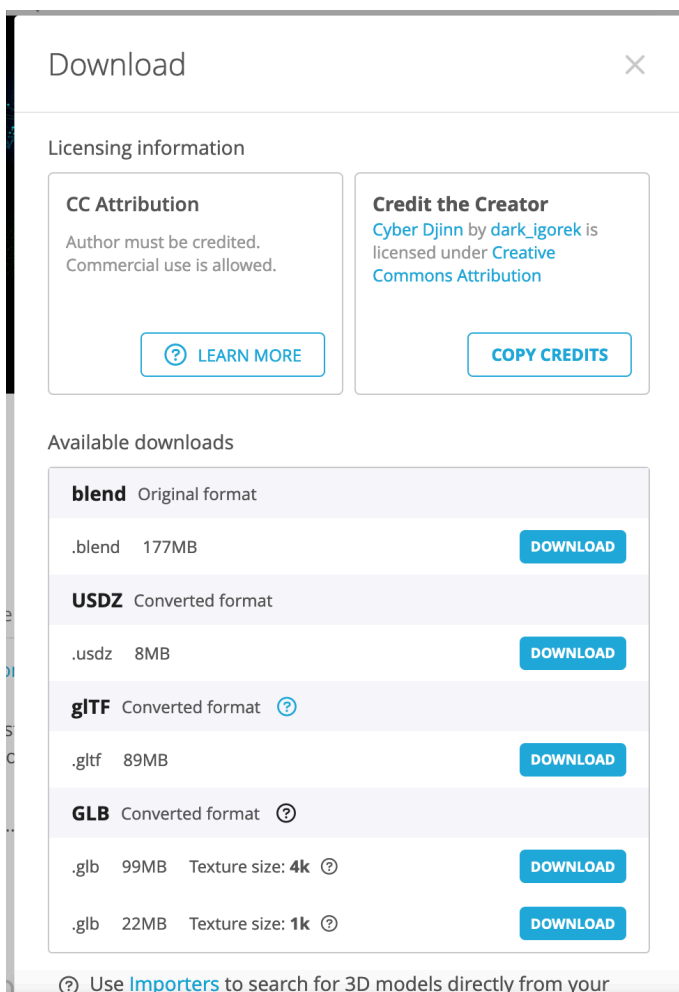 Download
Licensing information
CC Attribution
Author must be credited.
Commercial use is allowed.
LEARN MORE
Credit the Creator
Cyber Djinn by dark_igorek is
licensed under Creative
Commons Attribution
COPY CREDITS
Available downloads
blend Original format
.blend 177MB DOWNLOAD
USDZ Converted format
.usdz 8MB DOWNLOAD
glTF Converted format ?
.gltf 89MB DOWNLOAD
GLB Converted format ?
.glb 99MB Texture size: 4k ? DOWNLOAD
.glb 22MB Texture size: 1k ? DOWNLOAD
? Use Importers to search for 3D models directly from your